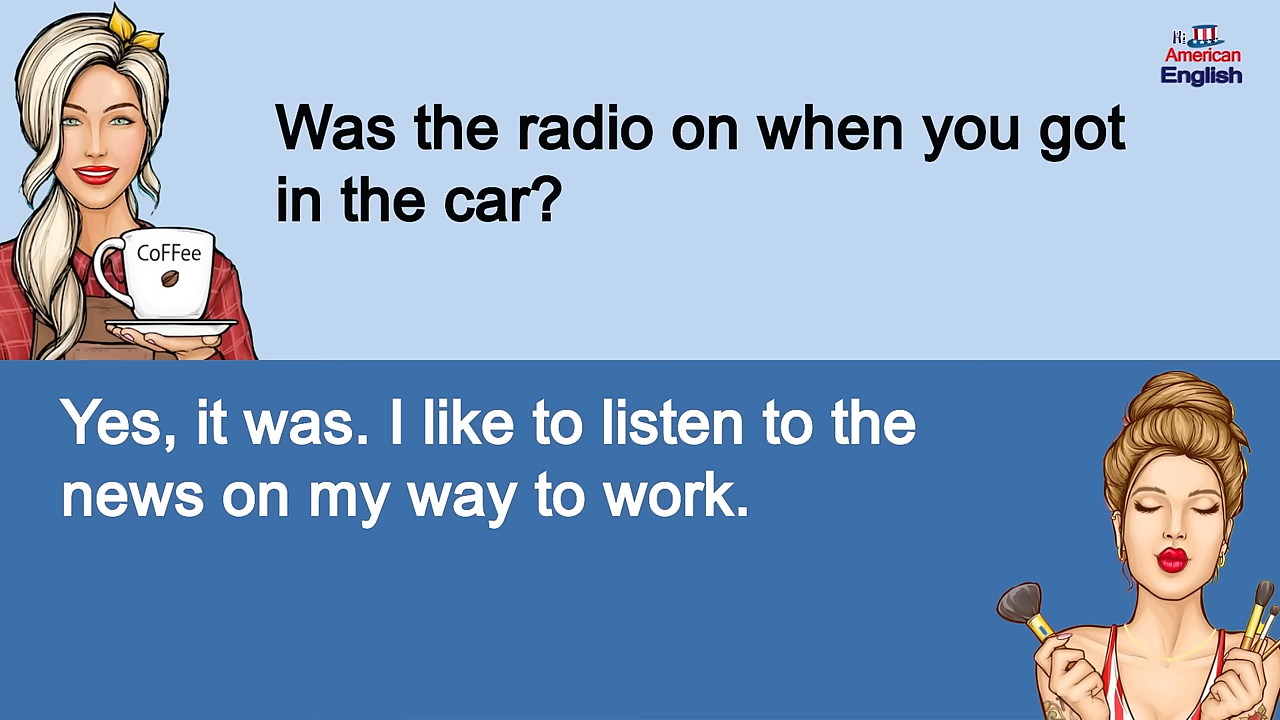 Hi
American
English
Was the radio on when you got
in the car?
CoFFee
Yes, it was. I like to listen to the
news on my way to work.